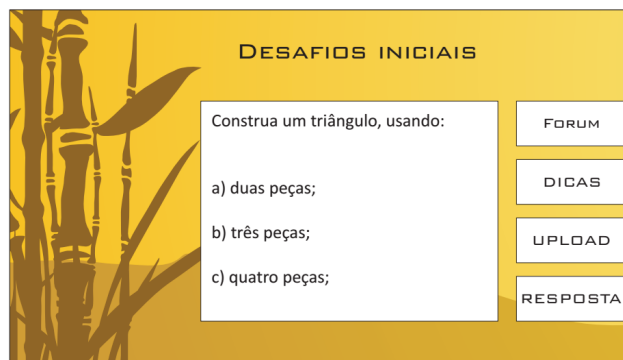 DESAFIOS INICIAIS
Construa um triângulo, usando:
a) duas peças;
b) três peças;
c) quatro peças;
FORUM
DICAS
UPLOAD
RESPOSTA